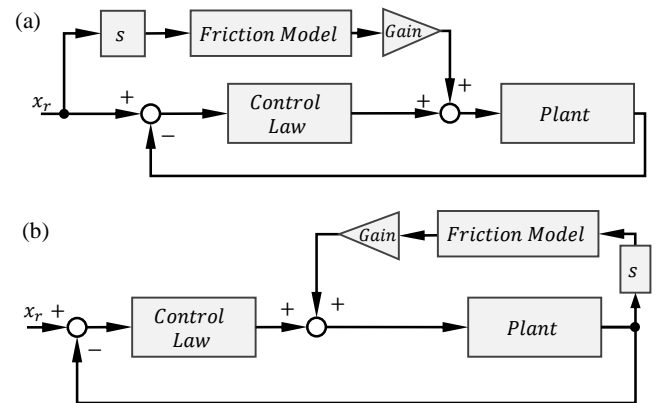 (a)
s
Friction Model
Gain
+
x_r
+
−
Control
Law
+
Plant
(b)
Gain
Friction Model
s
x_r
+
−
Control
Law
+
+
Plant